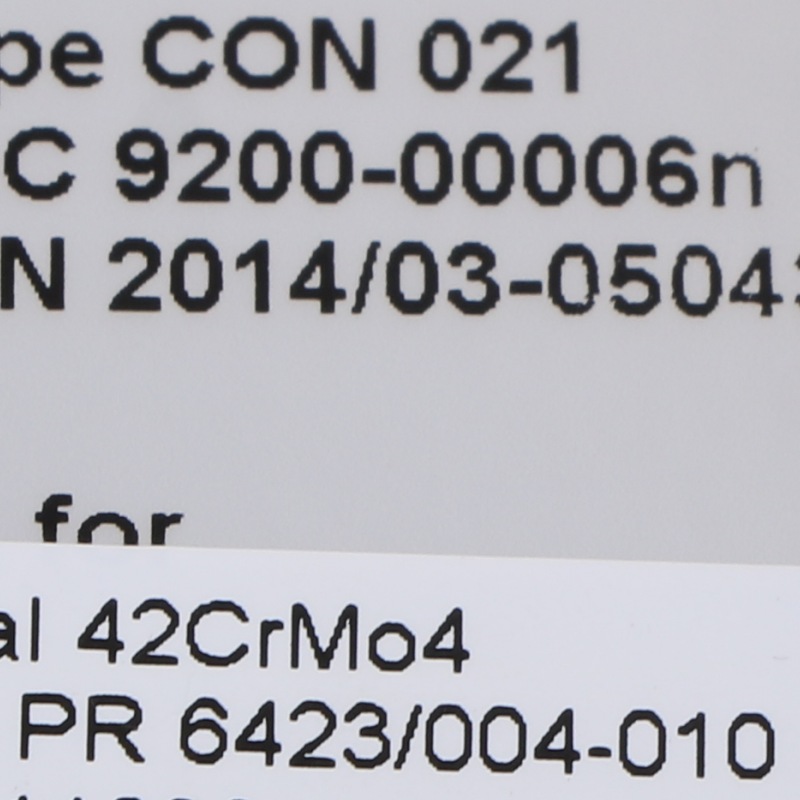 pe CON 021
C 9200-00006n
N 2014/03-0504
for
al 42CrMo4
PR 6423/004-010